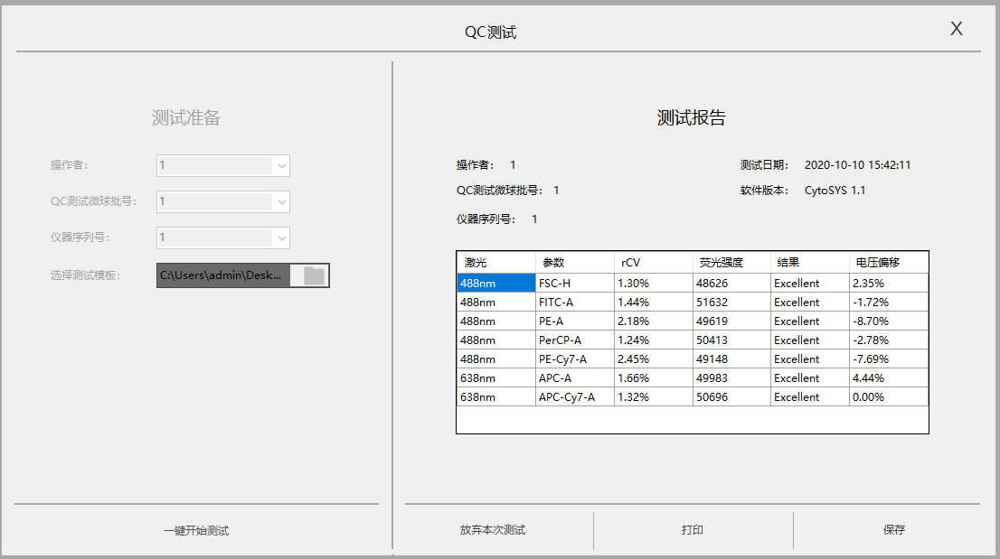 QC测试
X
测试准备
操作者： 1
QC测试微球批号： 1
仪器序列号： 1
选择测试模板： C:\Users\admin\Desk...
一键开始测试
测试报告
操作者： 1 测试日期： 2020-10-10 15:42:11
QC测试微球批号： 1 软件版本： CytoSYS 1.1
仪器序列号： 1
激光 参数 rCV 荧光强度 结果 电压偏移
488nm FSC-H 1.30% 48626 Excellent 2.35%
488nm FITC-A 1.44% 51632 Excellent -1.72%
488nm PE-A 2.18% 49619 Excellent -8.70%
488nm PerCP-A 1.24% 50413 Excellent -2.78%
488nm PE-Cy7-A 2.45% 49148 Excellent -7.69%
638nm APC-A 1.66% 49983 Excellent 4.44%
638nm APC-Cy7-A 1.32% 50696 Excellent 0.00%
放弃本次测试 打印 保存